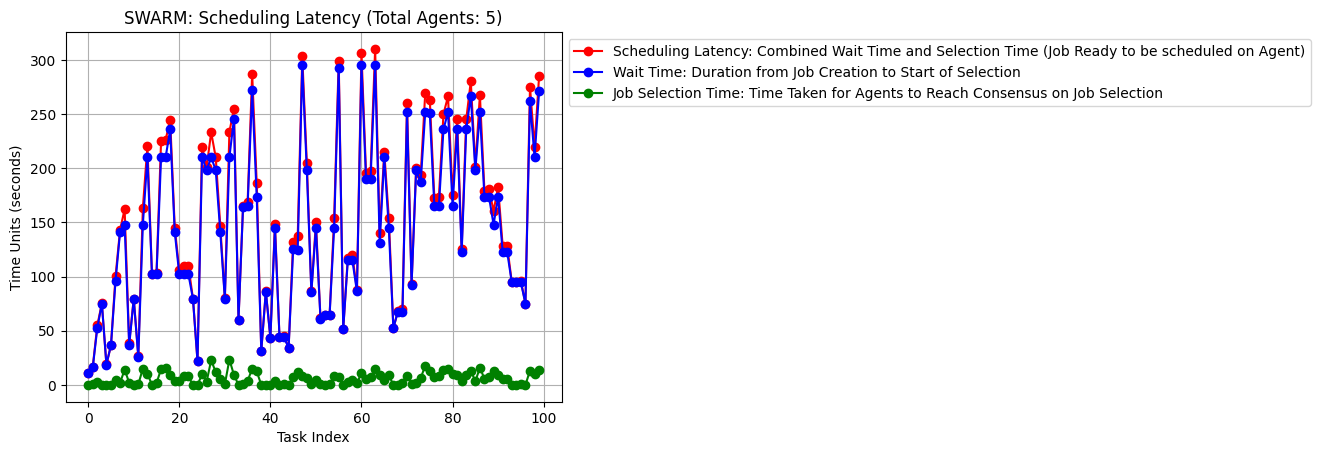 SWARM: Scheduling Latency (Total Agents: 5)
Scheduling Latency: Combined Wait Time and Selection Time (Job Ready to be scheduled on Agent)
Wait Time: Duration from Job Creation to Start of Selection
Job Selection Time: Time Taken for Agents to Reach Consensus on Job Selection
Time Units (seconds)
300
250
200
150
100
50
0
0 20 40 60 80 100
Task Index